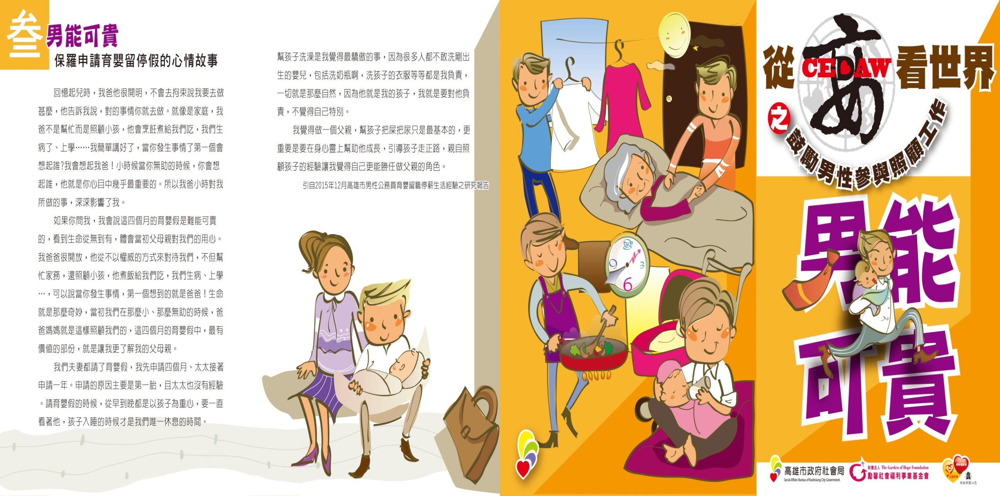 叁
男能可貴
保羅申請育嬰留停假的心情故事
回憶起兒時，我爸他很開明，不會去拘束說我要去做
甚麼，他告訴我說，對的事情你就去做。就像是家庭，我
爸不是幫忙而是照顧小孩，他會烹飪煮給我們吃，我們生
病了、上學……我簡單講好了，當你發生事情了第一個會
想起誰?我會想起我爸！小時候當你無助的時候，你會想
起誰，他就是你心目中幾乎最重要的。所以我爸小時對我
所做的事，深深影響了我。
如果你問我，我會說這四個月的育嬰假是難能可貴
的，看到生命從無到有，體會當初父母親對我們的用心。
我爸爸很開放，他從不以權威的方式來對待我們，不但幫
忙家務，還照顧小孩，他煮飯給我們吃，我們生病、上學
…，可以說當你發生事情，第一個想到的就是爸爸！生命
就是那麼奇妙，當初我們在那麼小、那麼無助的時候，爸
爸媽媽就是這樣照顧我們的，這四個月的育嬰假中，最有
價值的部份，就是讓我更了解我的父母親。
我們夫妻都請了育嬰假，我先申請四個月、太太接著
申請一年。申請的原因主要是第一胎，且太太也沒有經驗
。請育嬰假的時候，從早到晚都是以孩子為重心，要一直
看著他，孩子入睡的時候才是我們唯一休息的時間。
幫孩子洗澡是我覺得最驕傲的事，因為很多人都不敢洗剛出
生的嬰兒，包括洗奶瓶啊，洗孩子的衣服等等都是我負責，
一切就是那麼自然，因為他就是我的孩子，我就是要對他負
責，不覺得自己特別。
我覺得做一個父親，幫孩子把屎把尿只是最基本的，更
重要是要在身心靈上幫助他成長，引導孩子走正路，親自照
顧孩子的經驗讓我覺得自己更能勝任做父親的角色。
引自2015年12月高雄市男性公務員育嬰留職停薪生活經驗之研究報告
9 3 6
從 CEDAW 看世界
之
鼓勵男性參與照顧工作
男能
可貴
高雄市政府社會局
Social Affairs Bureau of Kaohsiung City Government.
財團法人 The Garden of Hope Foundation
勵馨社會福利事業基金會
公益彩券
財政部關心您